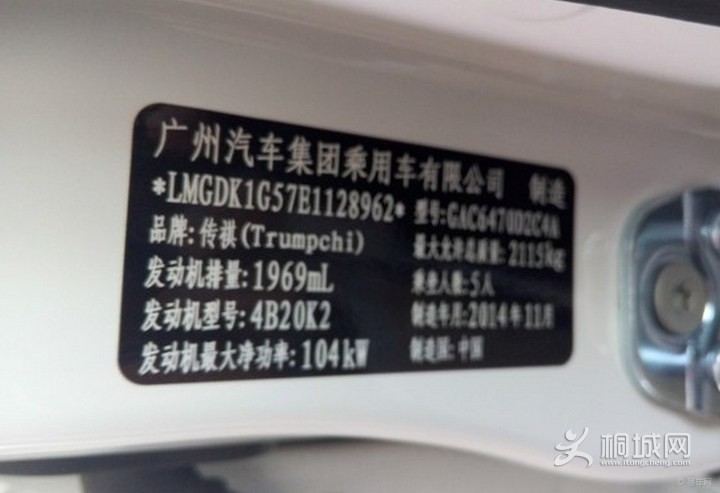 广州汽车集团乘用车有限公司 制造
*LMGDK1G57E1128962* 型号:GAC6470D2C4A
品牌:传祺(Trumpchi) 最大允许总质量:2115kg
发动机排量:1969mL 乘坐人数:5人
发动机型号:4B20K2 制造年月:2014年11月
发动机最大净功率:104kW 制造国:中国
桐城网
www.itongcheng.com